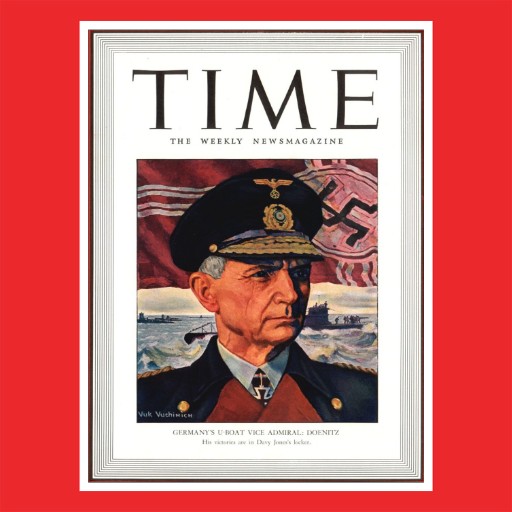 TIME
THE WEEKLY NEWSMAGAZINE
Vuk Vuchinich
GERMANY'S U-BOAT VICE ADMIRAL: DOENITZ
His victories are in Davy Jones's locker.